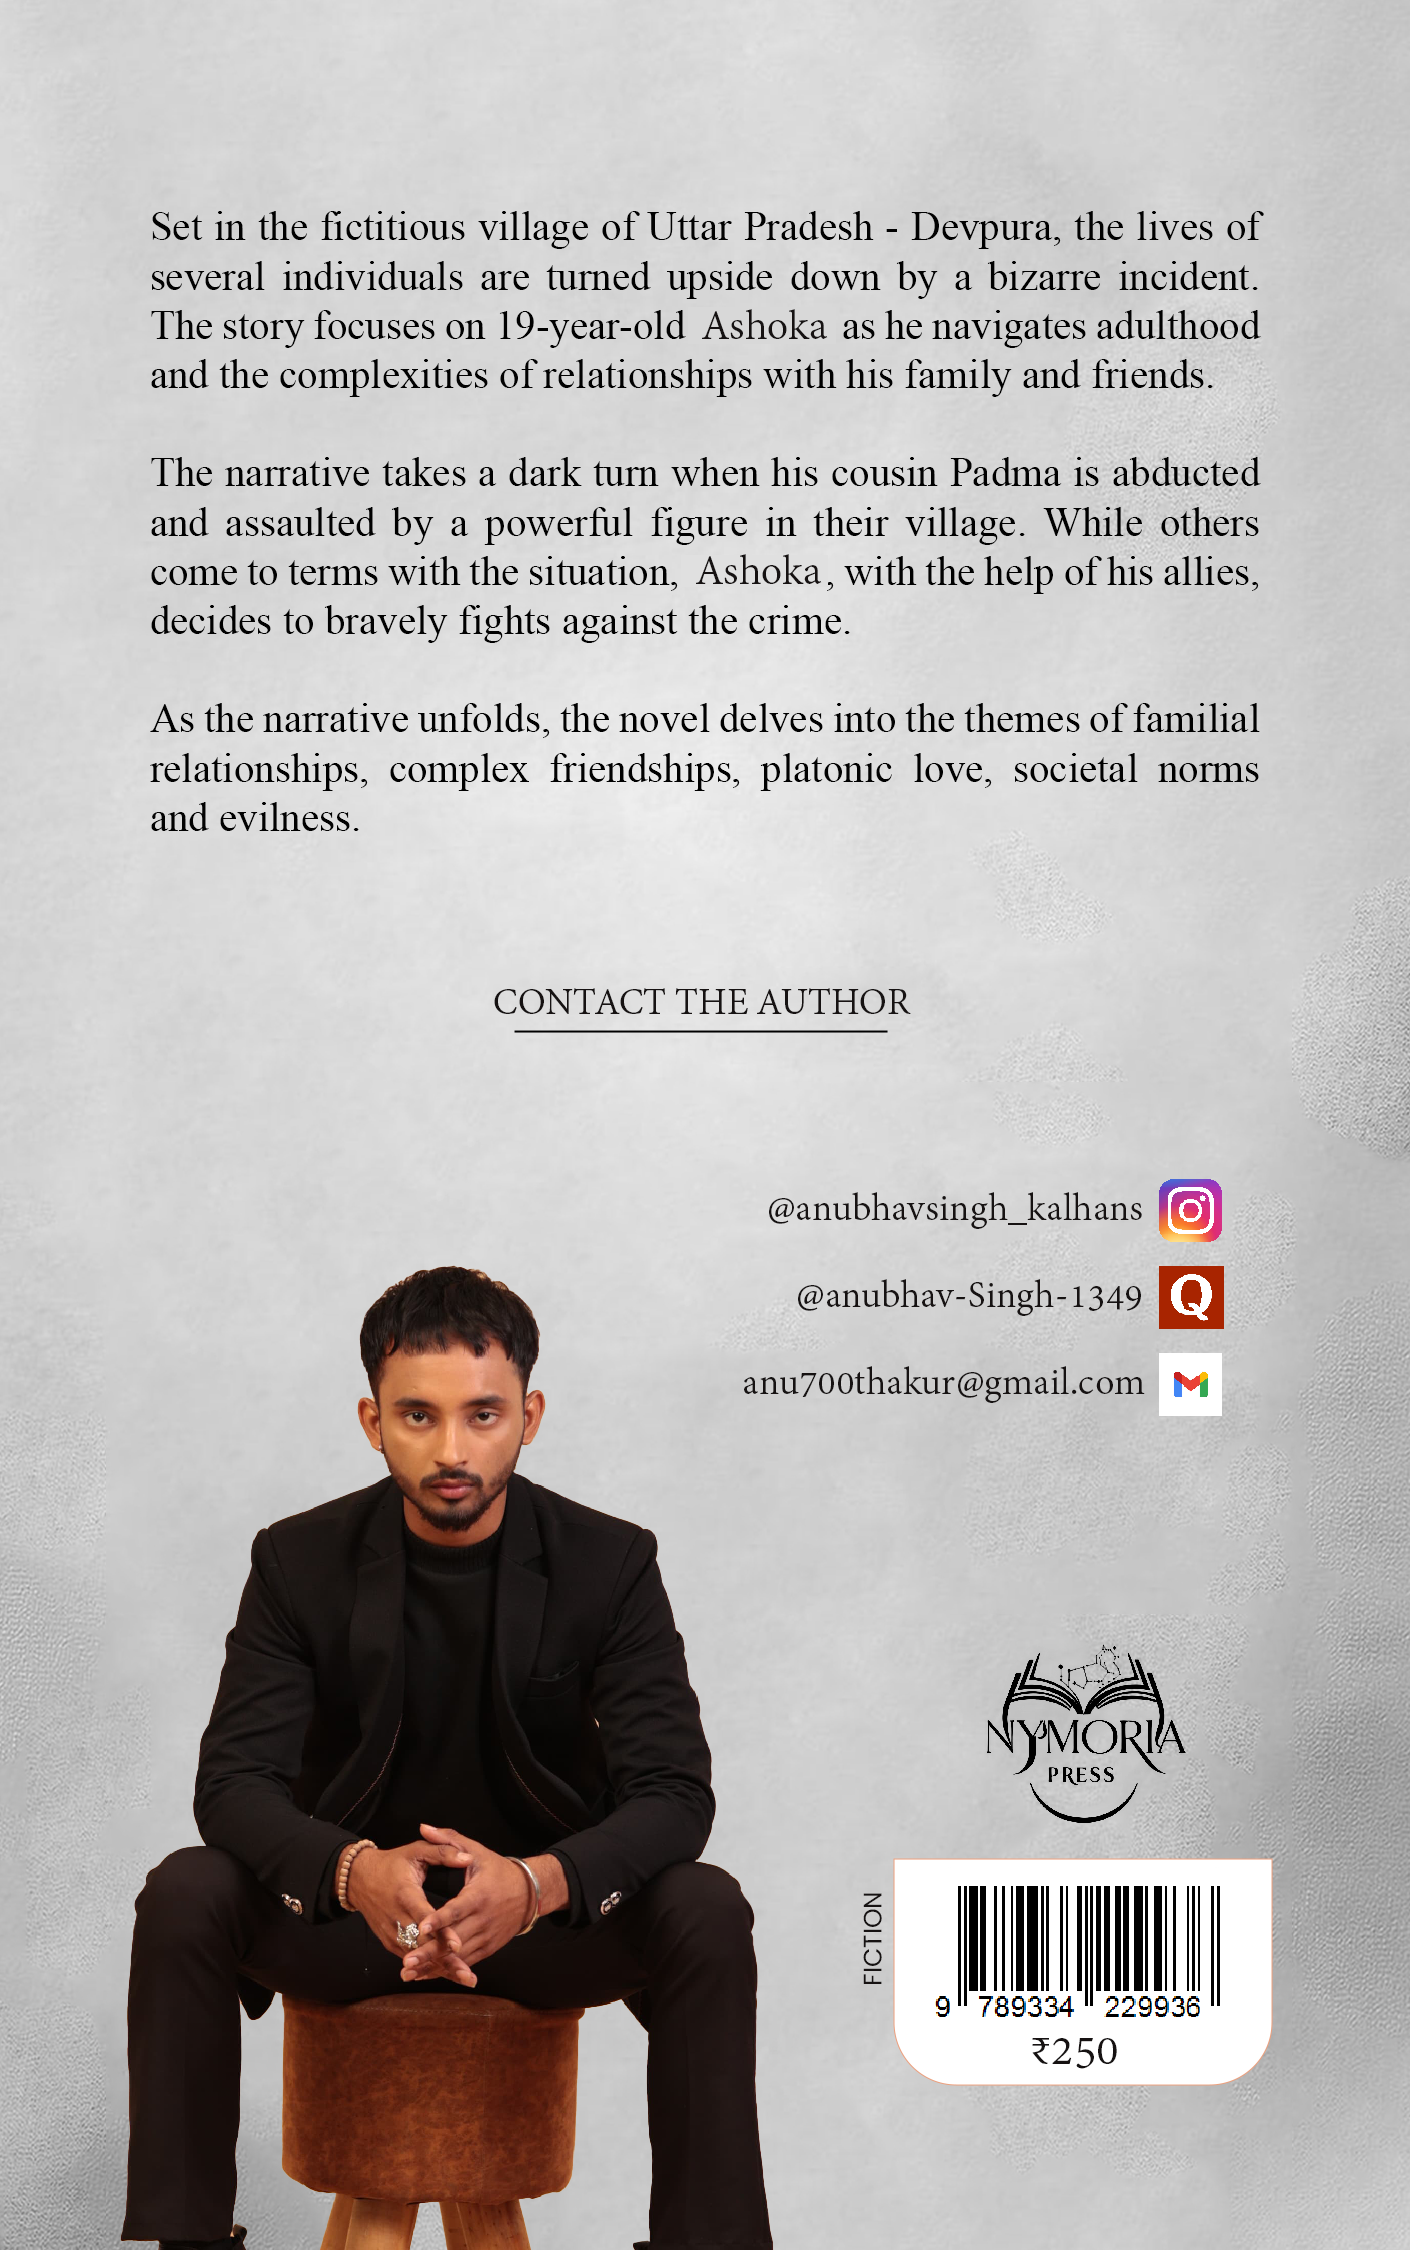 Set in the fictitious village of Uttar Pradesh - Devpura, the lives of
several individuals are turned upside down by a bizarre incident.
The story focuses on 19-year-old Ashoka as he navigates adulthood
and the complexities of relationships with his family and friends.
The narrative takes a dark turn when his cousin Padma is abducted
and assaulted by a powerful figure in their village. While others
come to terms with the situation, Ashoka, with the help of his allies,
decides to bravely fights against the crime.
As the narrative unfolds, the novel delves into the themes of familial
relationships, complex friendships, platonic love, societal norms
and evilness.
CONTACT THE AUTHOR
@anubhavsingh_kalhans
@anubhav-Singh-1349
Q
anu700thakur@gmail.com
NYMORIA
PRESS
FICTION
9 789334 229936
₹250